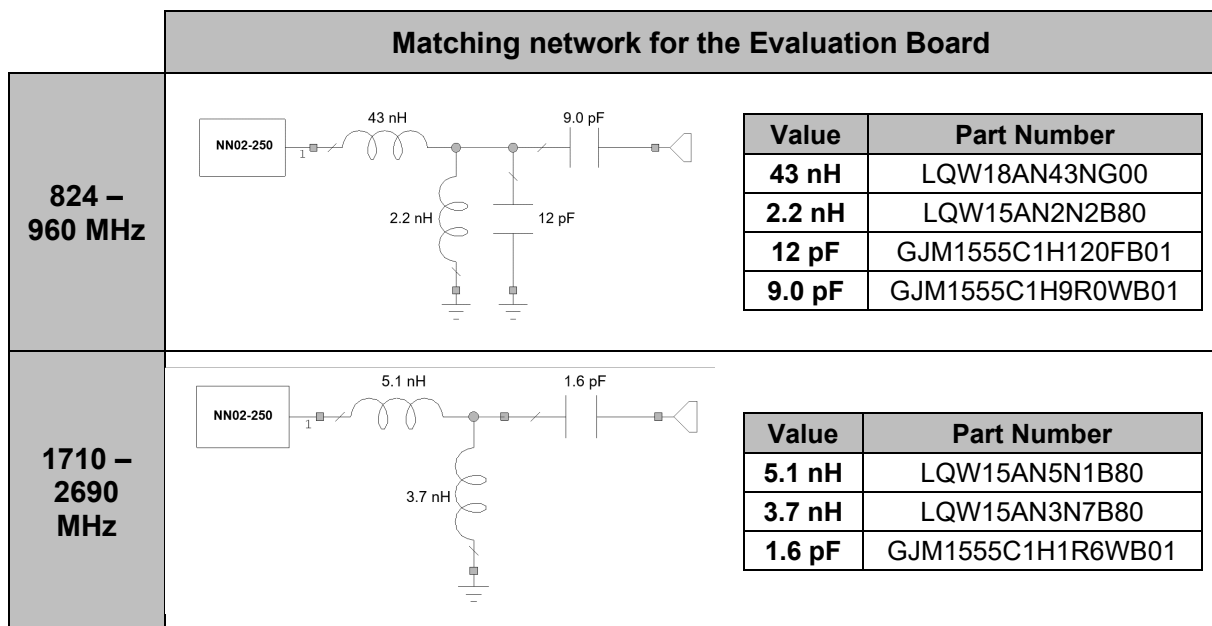 Matching network for the Evaluation Board
824 –
960 MHz
NN02-250
1
43 nH
9.0 pF
2.2 nH
12 pF
Value Part Number
43 nH LQW18AN43NG00
2.2 nH LQW15AN2N2B80
12 pF GJM1555C1H120FB01
9.0 pF GJM1555C1H9R0WB01
1710 –
2690
MHz
NN02-250
1
5.1 nH
1.6 pF
3.7 nH
Value Part Number
5.1 nH LQW15AN5N1B80
3.7 nH LQW15AN3N7B80
1.6 pF GJM1555C1H1R6WB01